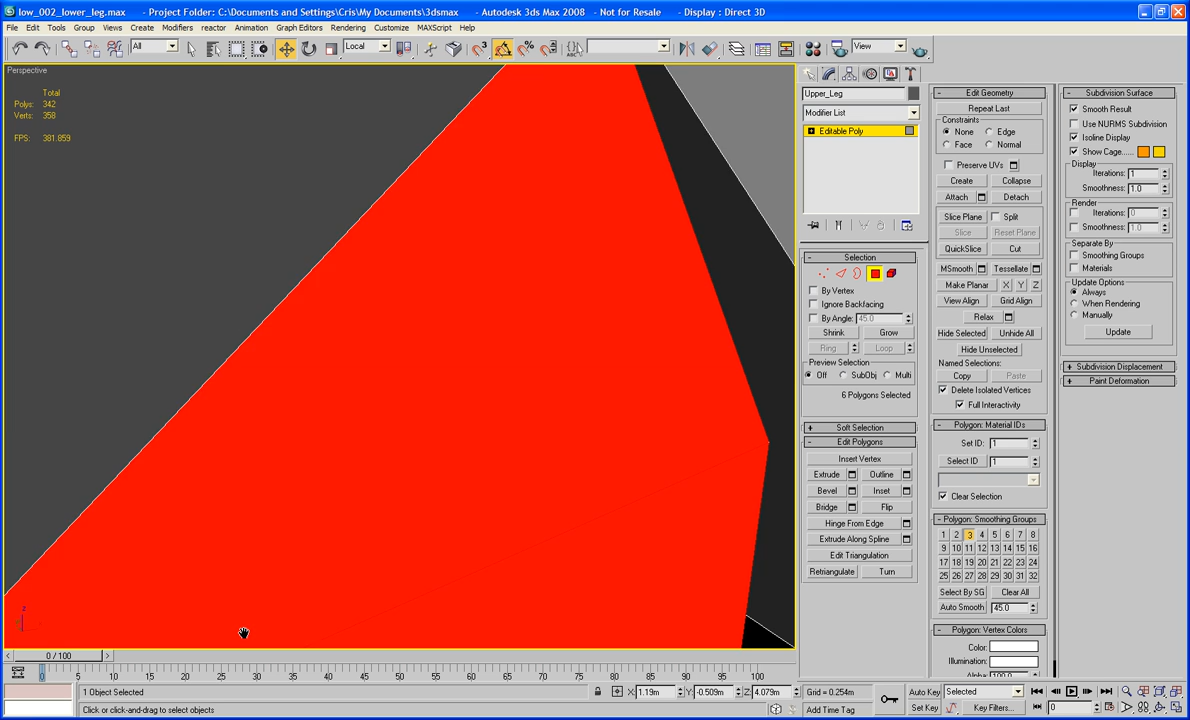 low_002_lower_leg.max - Project Folder: C:\Documents and Settings\Cris\My Documents\3dsmax - Autodesk 3ds Max 2008 - Not for Resale - Display : Direct 3D
File Edit Tools Group Views Create Modifiers reactor Animation Graph Editors Rendering Customize MAXScript Help
All Local View
Perspective
Total
Polys: 342
Verts: 358
FPS: 381.859
Upper_Leg
Modifier List
Editable Poly
Selection
By Vertex
Ignore Backfacing
By Angle: 45.0
Shrink Grow
Ring Loop
Preview Selection
Off SubObj Multi
6 Polygons Selected
Soft Selection
Edit Polygons
Insert Vertex
Extrude Outline
Bevel Inset
Bridge Flip
Hinge From Edge
Extrude Along Spline
Edit Triangulation
Retriangulate Turn
Edit Geometry
Repeat Last
Constraints
None Edge
Face Normal
Preserve UVs
Create Collapse
Attach Detach
Slice Plane Split
Slice Reset Plane
QuickSlice Cut
MSmooth Tessellate
Make Planar X Y Z
View Align Grid Align
Relax
Hide Selected Unhide All
Hide Unselected
Named Selections:
Copy Paste
Delete Isolated Vertices
Full Interactivity
Polygon: Material IDs
Set ID: 1
Select ID 1
Clear Selection
Polygon: Smoothing Groups
1 2 3 4 5 6 7 8
9 10 11 12 13 14 15 16
17 18 19 20 21 22 23 24
25 26 27 28 29 30 31 32
Select By SG Clear All
Auto Smooth 45.0
Polygon: Vertex Colors
Color:
Illumination:
Alpha: 100.0
Subdivision Surface
Smooth Result
Use NURMS Subdivision
Isoline Display
Show Cage......
Display
Iterations: 1
Smoothness: 1.0
Render
Iterations: 0
Smoothness: 1.0
Separate By
Smoothing Groups
Materials
Update Options
Always
When Rendering
Manually
Update
Subdivision Displacement
Paint Deformation
z
0 / 100
0 5 10 15 20 25 30 35 40 45 50 55 60 65 70 75 80 85 90 95 100
1 Object Selected X: 1.19m Y: -0.509m Z: 4.079m Grid = 0.254m Auto Key Selected
Click or click-and-drag to select objects Add Time Tag Set Key Key Filters... 0